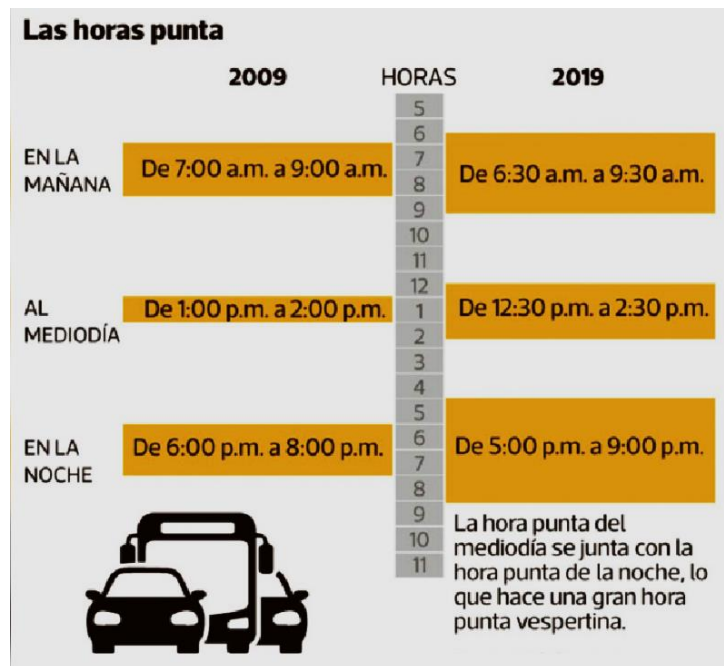 Las horas punta
2009 HORAS 2019
5
6
EN LA
MAÑANA
De 7:00 a.m. a 9:00 a.m.
7
8
De 6:30 a.m. a 9:30 a.m.
9
10
11
12
AL
MEDIODÍA
De 1:00 p.m. a 2:00 p.m.
1
De 12:30 p.m. a 2:30 p.m.
2
3
4
5
EN LA
NOCHE
De 6:00 p.m. a 8:00 p.m.
6
De 5:00 p.m. a 9:00 p.m.
7
8
9
10
11
La hora punta del
mediodía se junta con la
hora punta de la noche, lo
que hace una gran hora
punta vespertina.